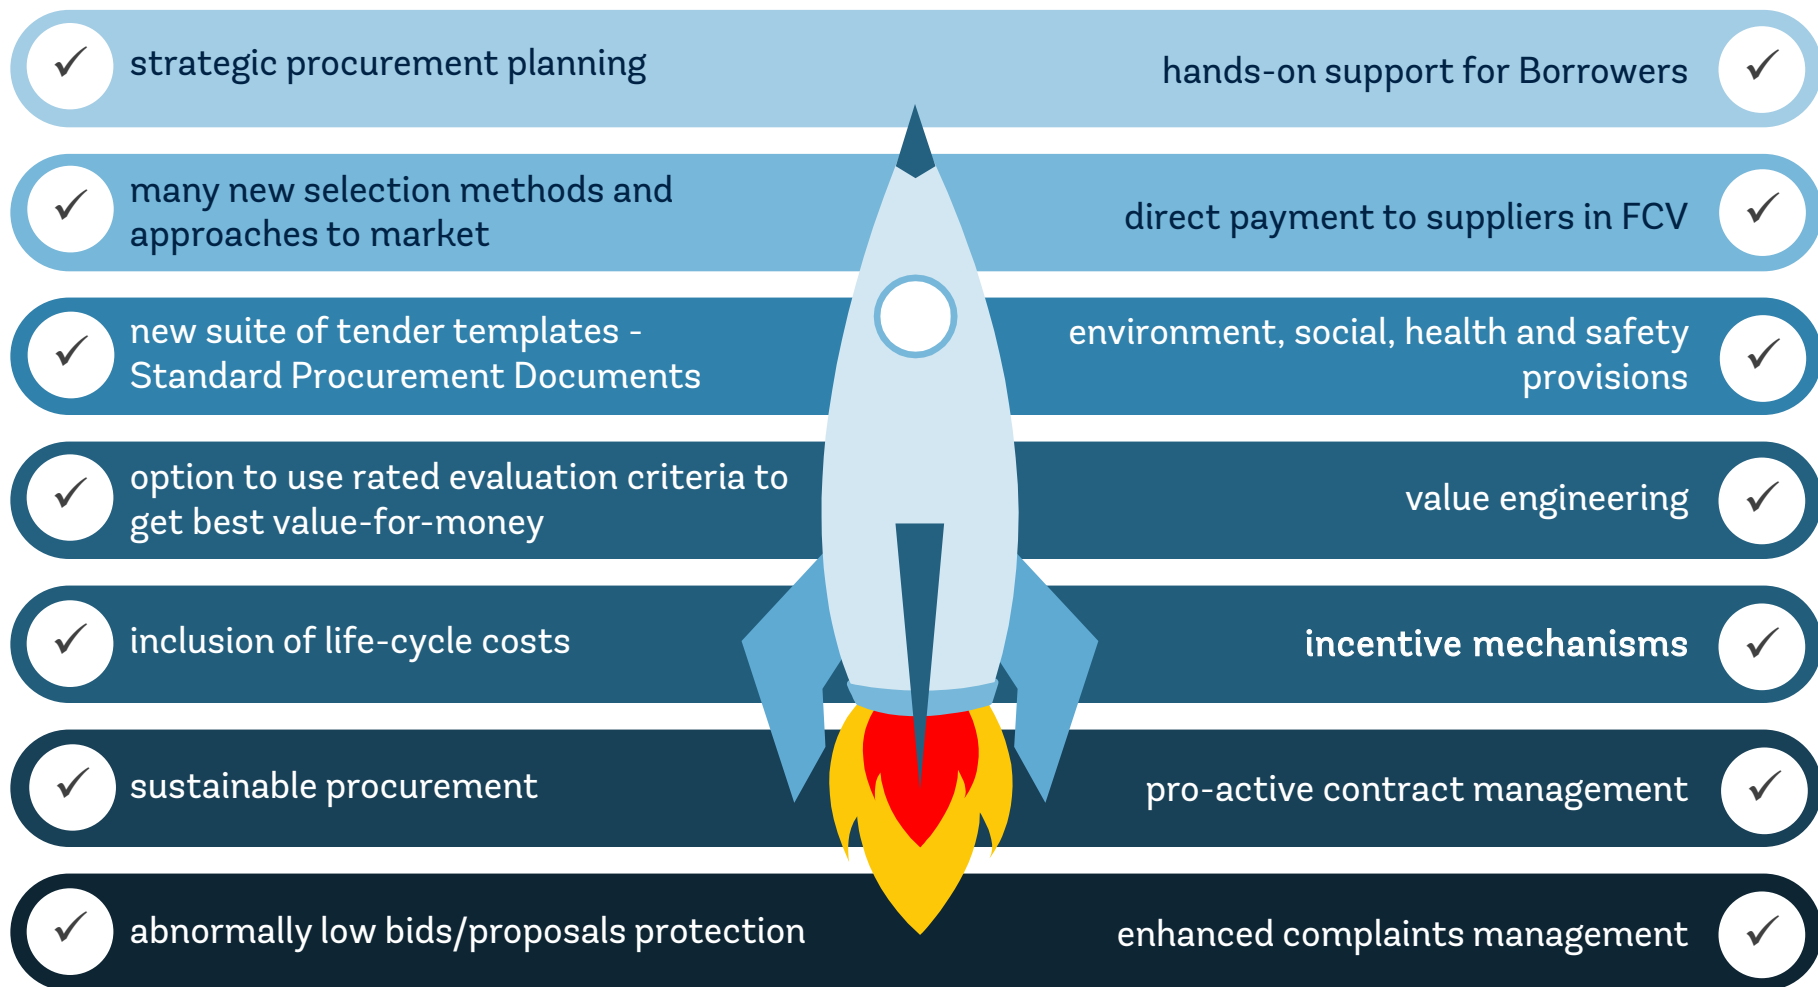 strategic procurement planning
hands-on support for Borrowers
many new selection methods and
approaches to market
direct payment to suppliers in FCV
new suite of tender templates -
Standard Procurement Documents
environment, social, health and safety
provisions
option to use rated evaluation criteria to
get best value-for-money
value engineering
inclusion of life-cycle costs
incentive mechanisms
sustainable procurement
pro-active contract management
abnormally low bids/proposals protection
enhanced complaints management